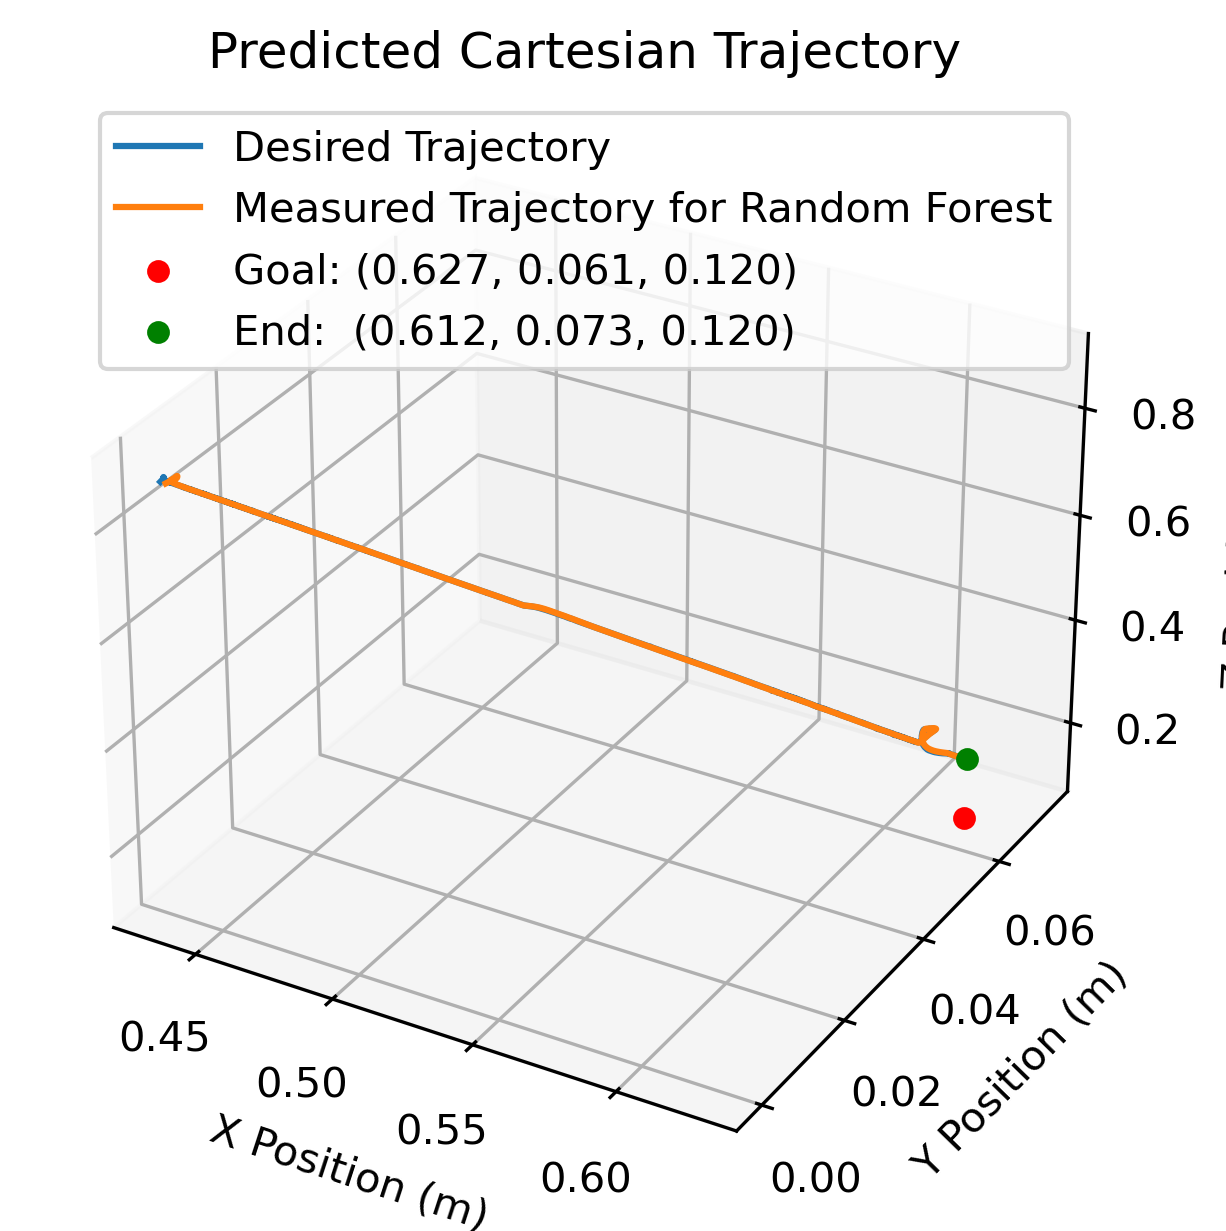 Predicted Cartesian Trajectory
Desired Trajectory
Measured Trajectory for Random Forest
Goal: (0.627, 0.061, 0.120)
End:  (0.612, 0.073, 0.120)
0.8
0.6
0.4
0.2
0.06
0.04
0.02
0.00
Y Position (m)
0.45
0.50
0.55
0.60
X Position (m)